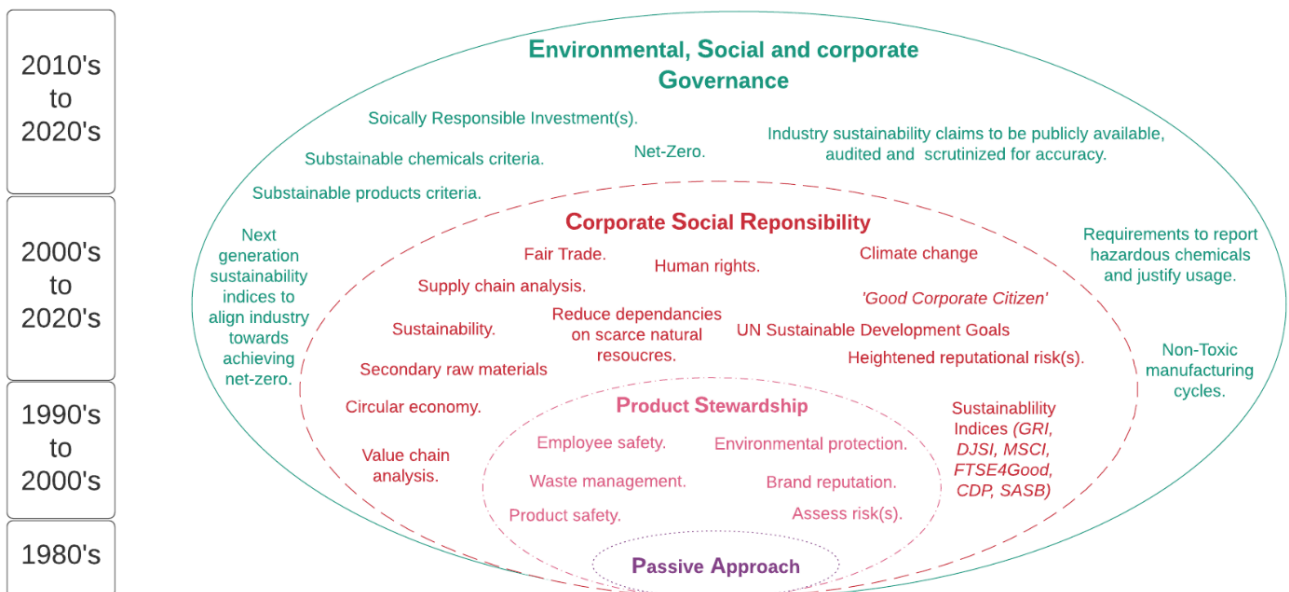 2010's
to
2020's
2000's
to
2020's
1990's
to
2000's
1980's
Environmental, Social and corporate
Governance
Soically Responsible Investment(s).
Substainable chemicals criteria.
Net-Zero.
Industry sustainability claims to be publicly available,
audited and scrutinized for accuracy.
Substainable products criteria.
Next
generation
sustainability
indices to
align industry
towards
achieving
net-zero.
Requirements to report
hazardous chemicals
and justify usage.
Non-Toxic
manufacturing
cycles.
Corporate Social Reponsibility
Fair Trade.
Human rights.
Climate change
Supply chain analysis.
'Good Corporate Citizen'
Sustainability.
Reduce dependancies
on scarce natural
resoucres.
UN Sustainable Development Goals
Heightened reputational risk(s).
Secondary raw materials
Circular economy.
Value chain
analysis.
Sustainablility
Indices (GRI,
DJSI, MSCI,
FTSE4Good,
CDP, SASB)
Product Stewardship
Employee safety.
Environmental protection.
Waste management.
Brand reputation.
Product safety.
Assess risk(s).
Passive Approach